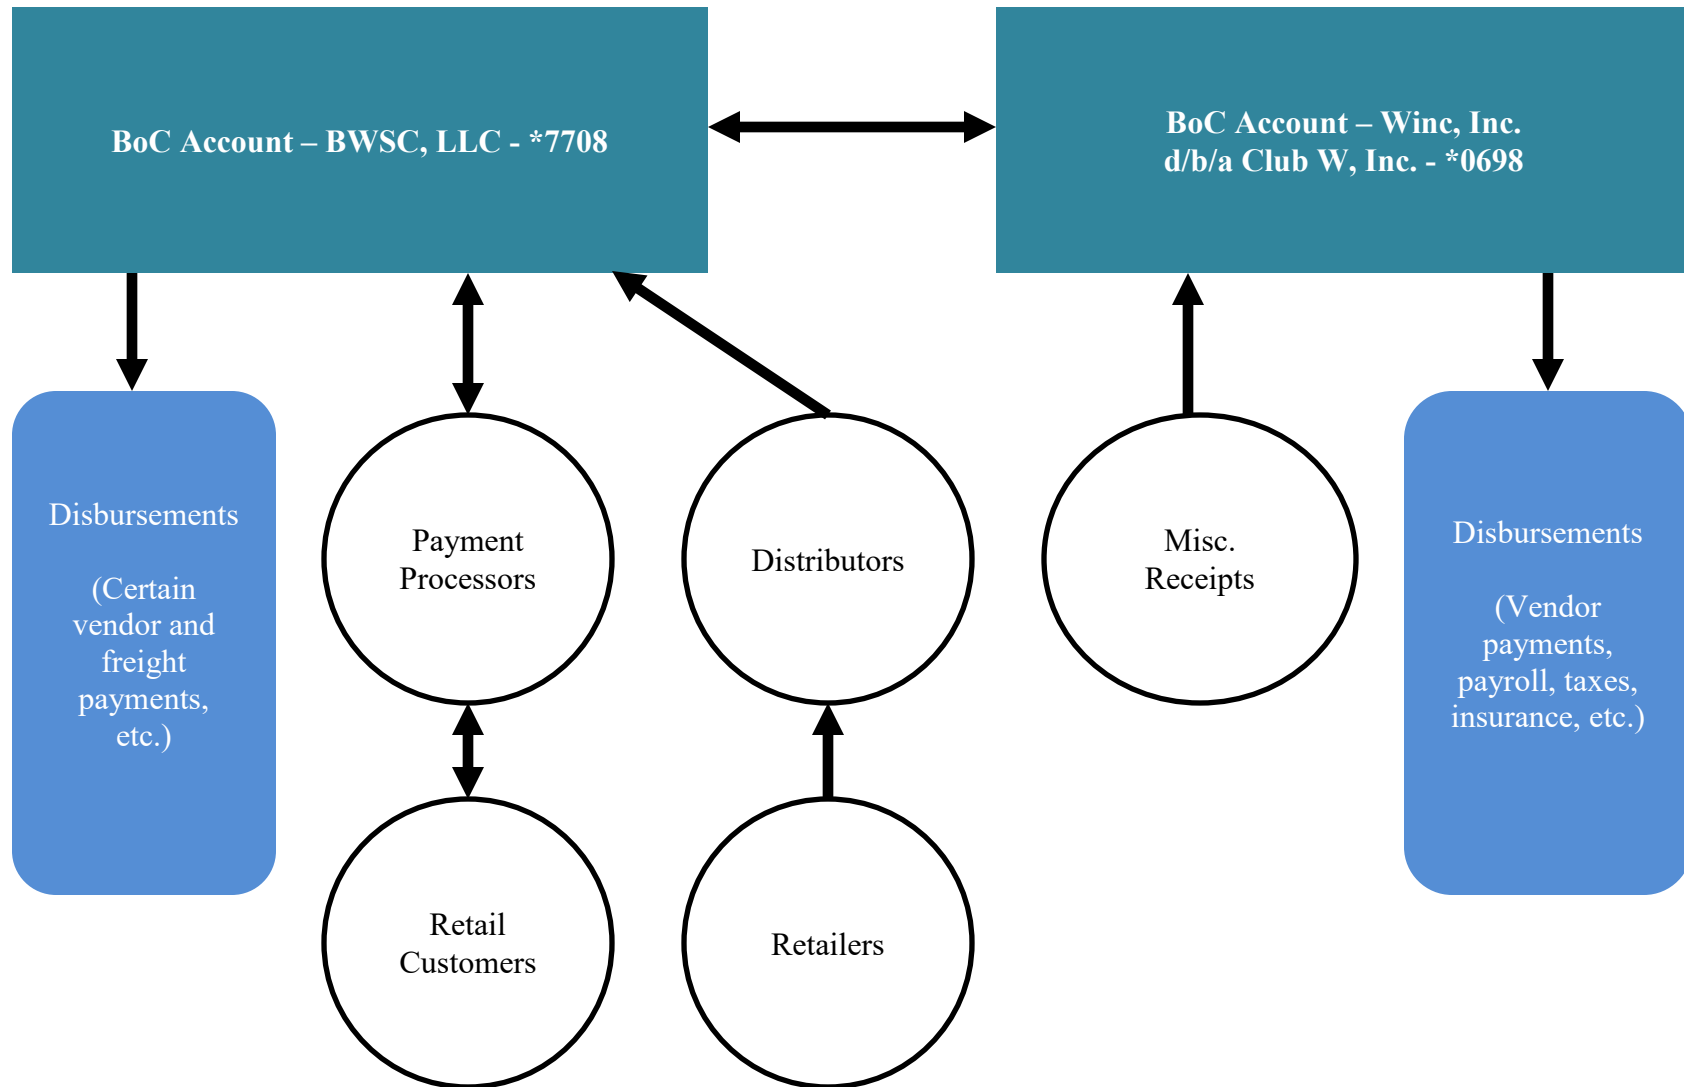 BoC Account – BWSC, LLC - *7708
BoC Account – Winc, Inc.
d/b/a Club W, Inc. - *0698
Disbursements
(Certain
vendor and
freight
payments,
etc.)
Payment
Processors
Distributors
Misc.
Receipts
Disbursements
(Vendor
payments,
payroll, taxes,
insurance, etc.)
Retail
Customers
Retailers